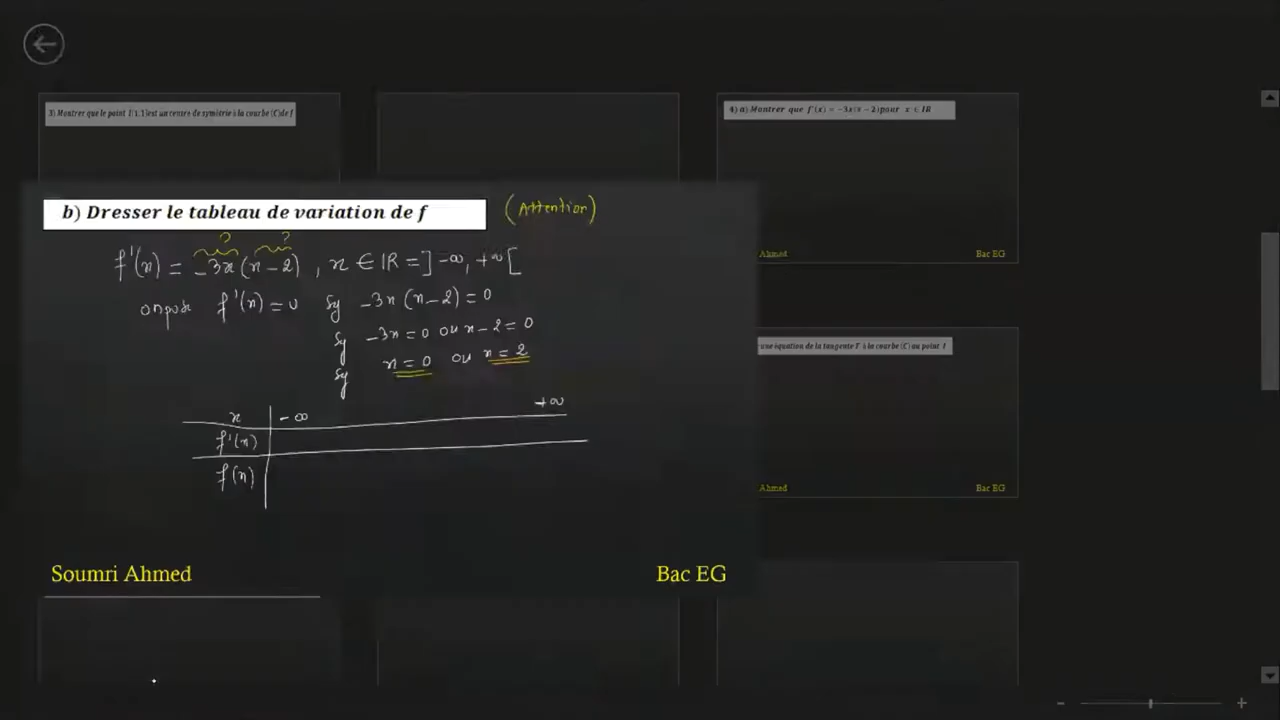 3) Montrer que le point I(1,1) est un centre de symétrie à la courbe (C) de f
4) a) Montrer que f'(x) = −3x(x − 2) pour x ∈ IR
b) Dresser le tableau de variation de f
(Attention)
? ?
f'(x) = −3x(x−2) , x ∈ IR = ]−∞, +∞[
Ahmed Bac EG
on pose f'(x) = 0 sq −3x(x−2) = 0
sq −3x = 0 ou x−2 = 0
sq x = 0 ou x = 2
une équation de la tangente T à la courbe (C) au point I
x −∞ +∞
f'(x)
f(x)
Ahmed Bac EG
Soumri Ahmed Bac EG